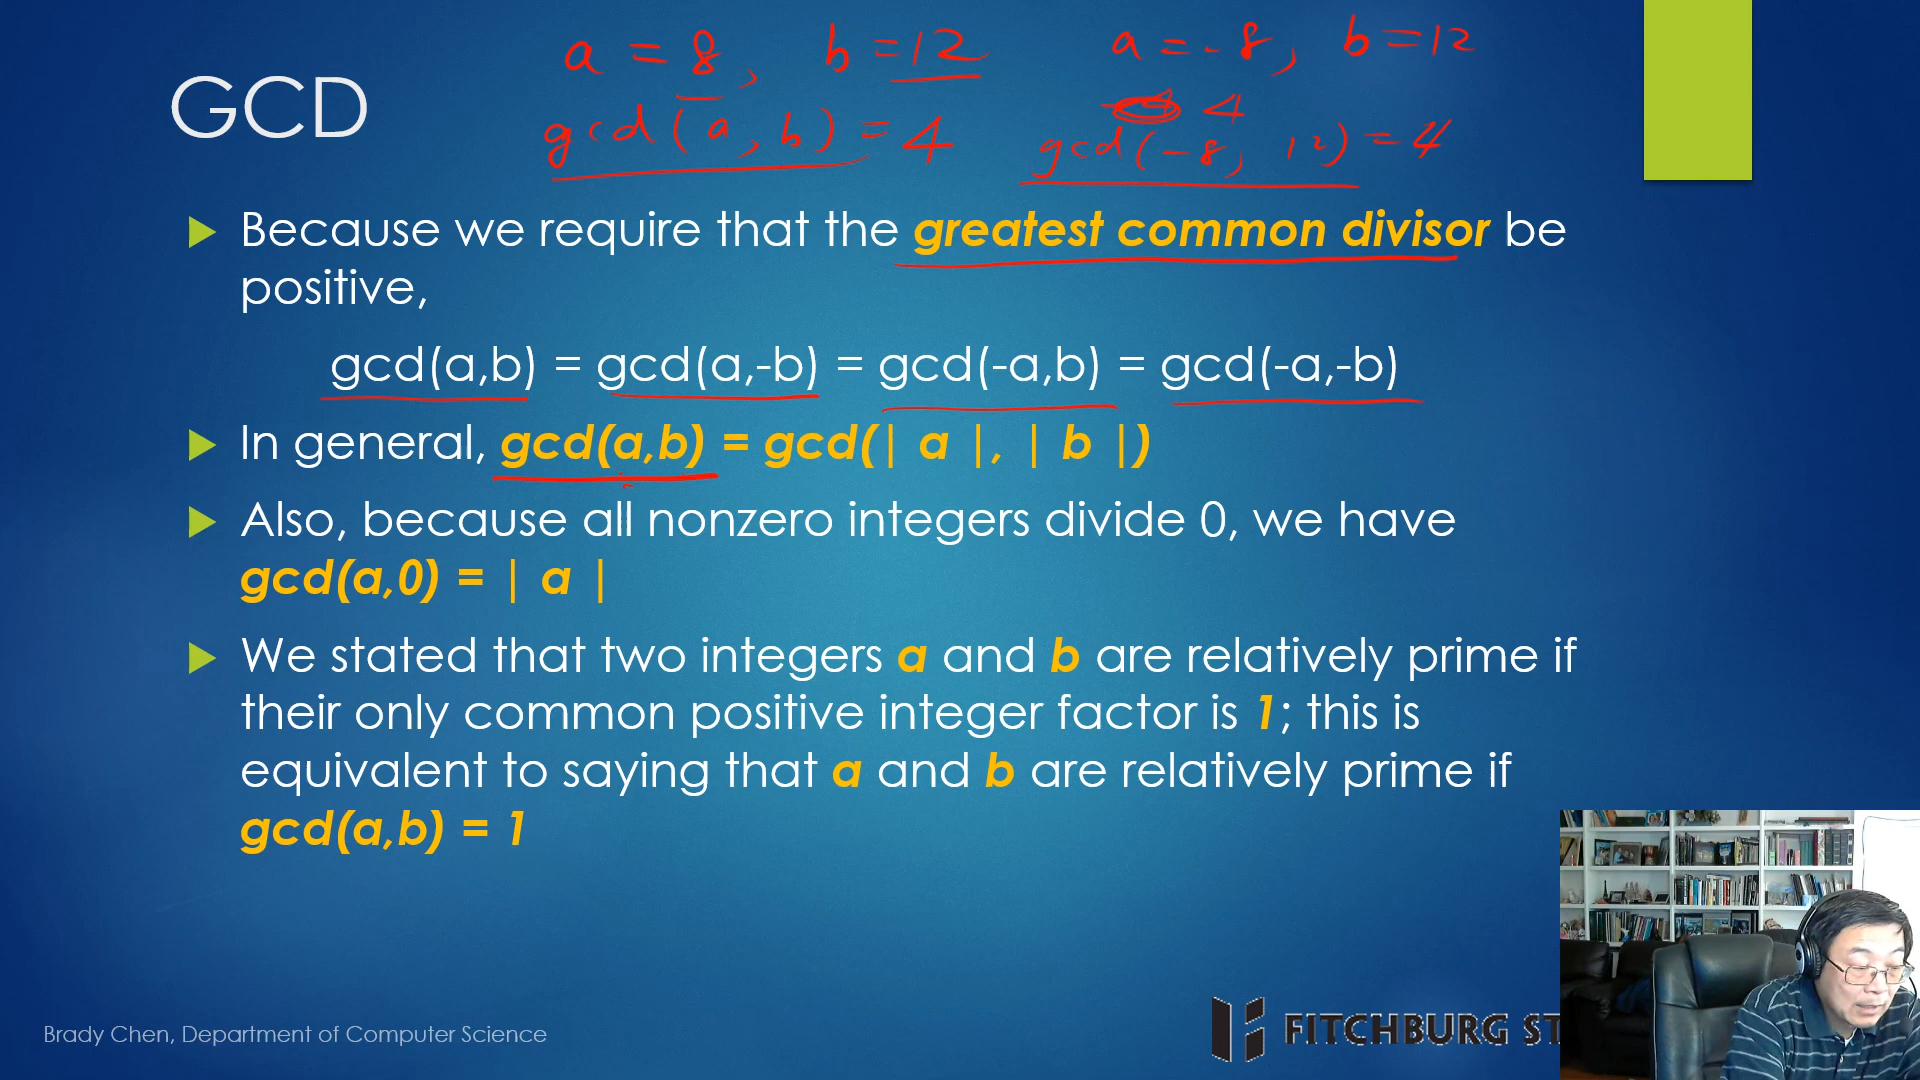 a = 8, b = 12 a = -8, b = 12
GCD
4
gcd(a, b) = 4 gcd(-8, 12) = 4
Because we require that the greatest common divisor be
positive,
gcd(a,b) = gcd(a,-b) = gcd(-a,b) = gcd(-a,-b)
In general, gcd(a,b) = gcd(| a |, | b |)
Also, because all nonzero integers divide 0, we have
gcd(a,0) = | a |
We stated that two integers a and b are relatively prime if
their only common positive integer factor is 1; this is
equivalent to saying that a and b are relatively prime if
gcd(a,b) = 1
Brady Chen, Department of Computer Science
FITCHBURG ST